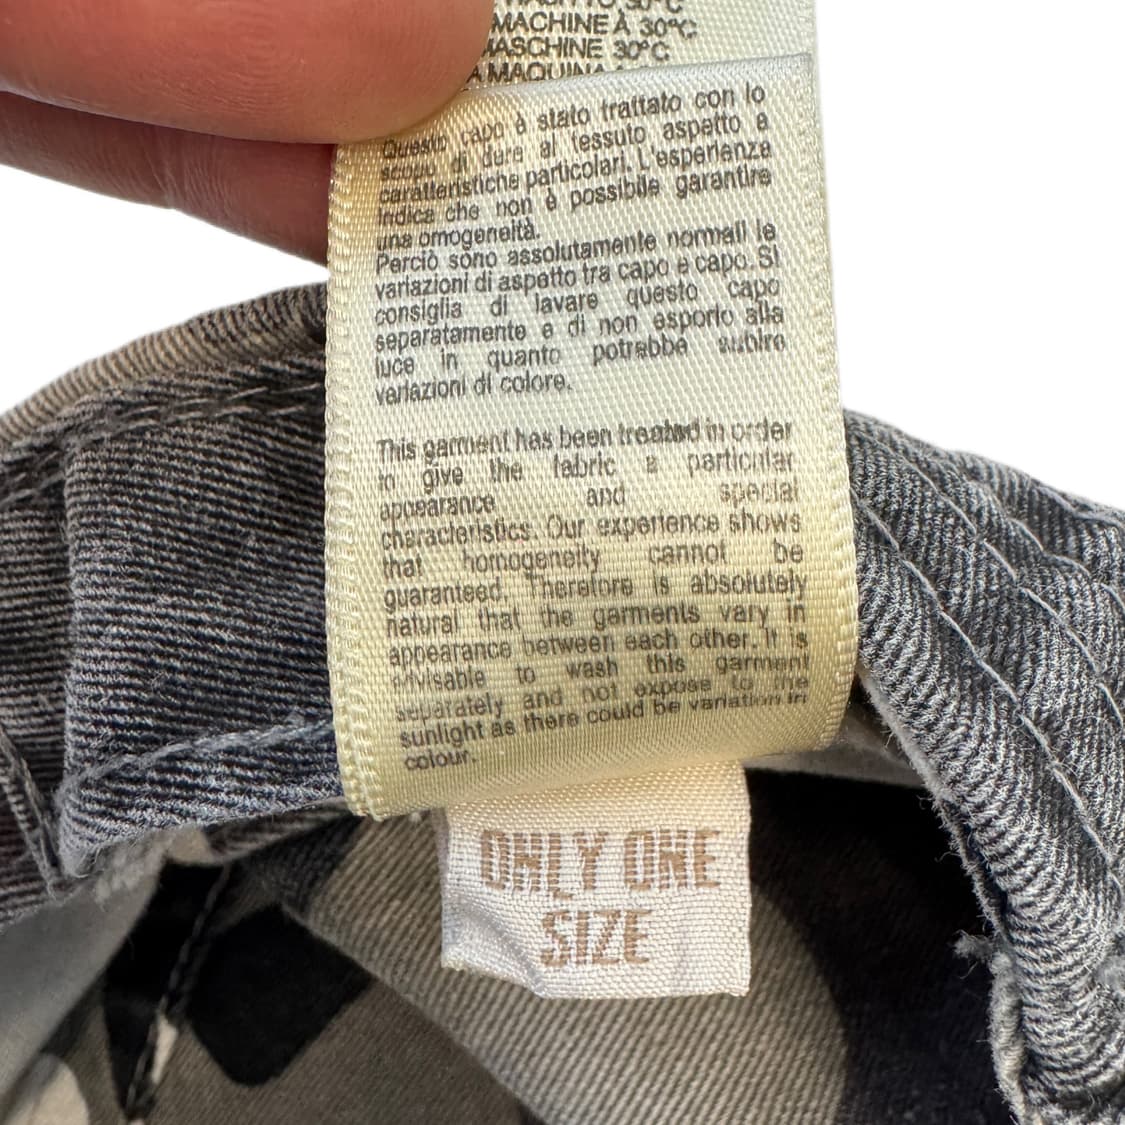 30°C
MACHINE À 30°C
MASCHINE 30°C
A MAQUINA
Questo capo è stato trattato con lo
scopo di dare al tessuto aspetto e
caratteristiche particolari. L'esperienza
indica che non è possibile garantire
una omogeneità.
Perciò sono assolutamente normali le
variazioni di aspetto tra capo e capo. Si
consiglia di lavare questo capo
separatamente e di non esporlo alla
luce in quanto potrebbe subire
variazioni di colore.
This garment has been treated in order
to give the fabric a particular
appearance and special
characteristics. Our experience shows
that homogeneity cannot be
guaranteed. Therefore is absolutely
natural that the garments vary in
appearance between each other. It is
advisable to wash this garment
separately and not expose to the
sunlight as there could be variation in
colour.
ONLY ONE
SIZE